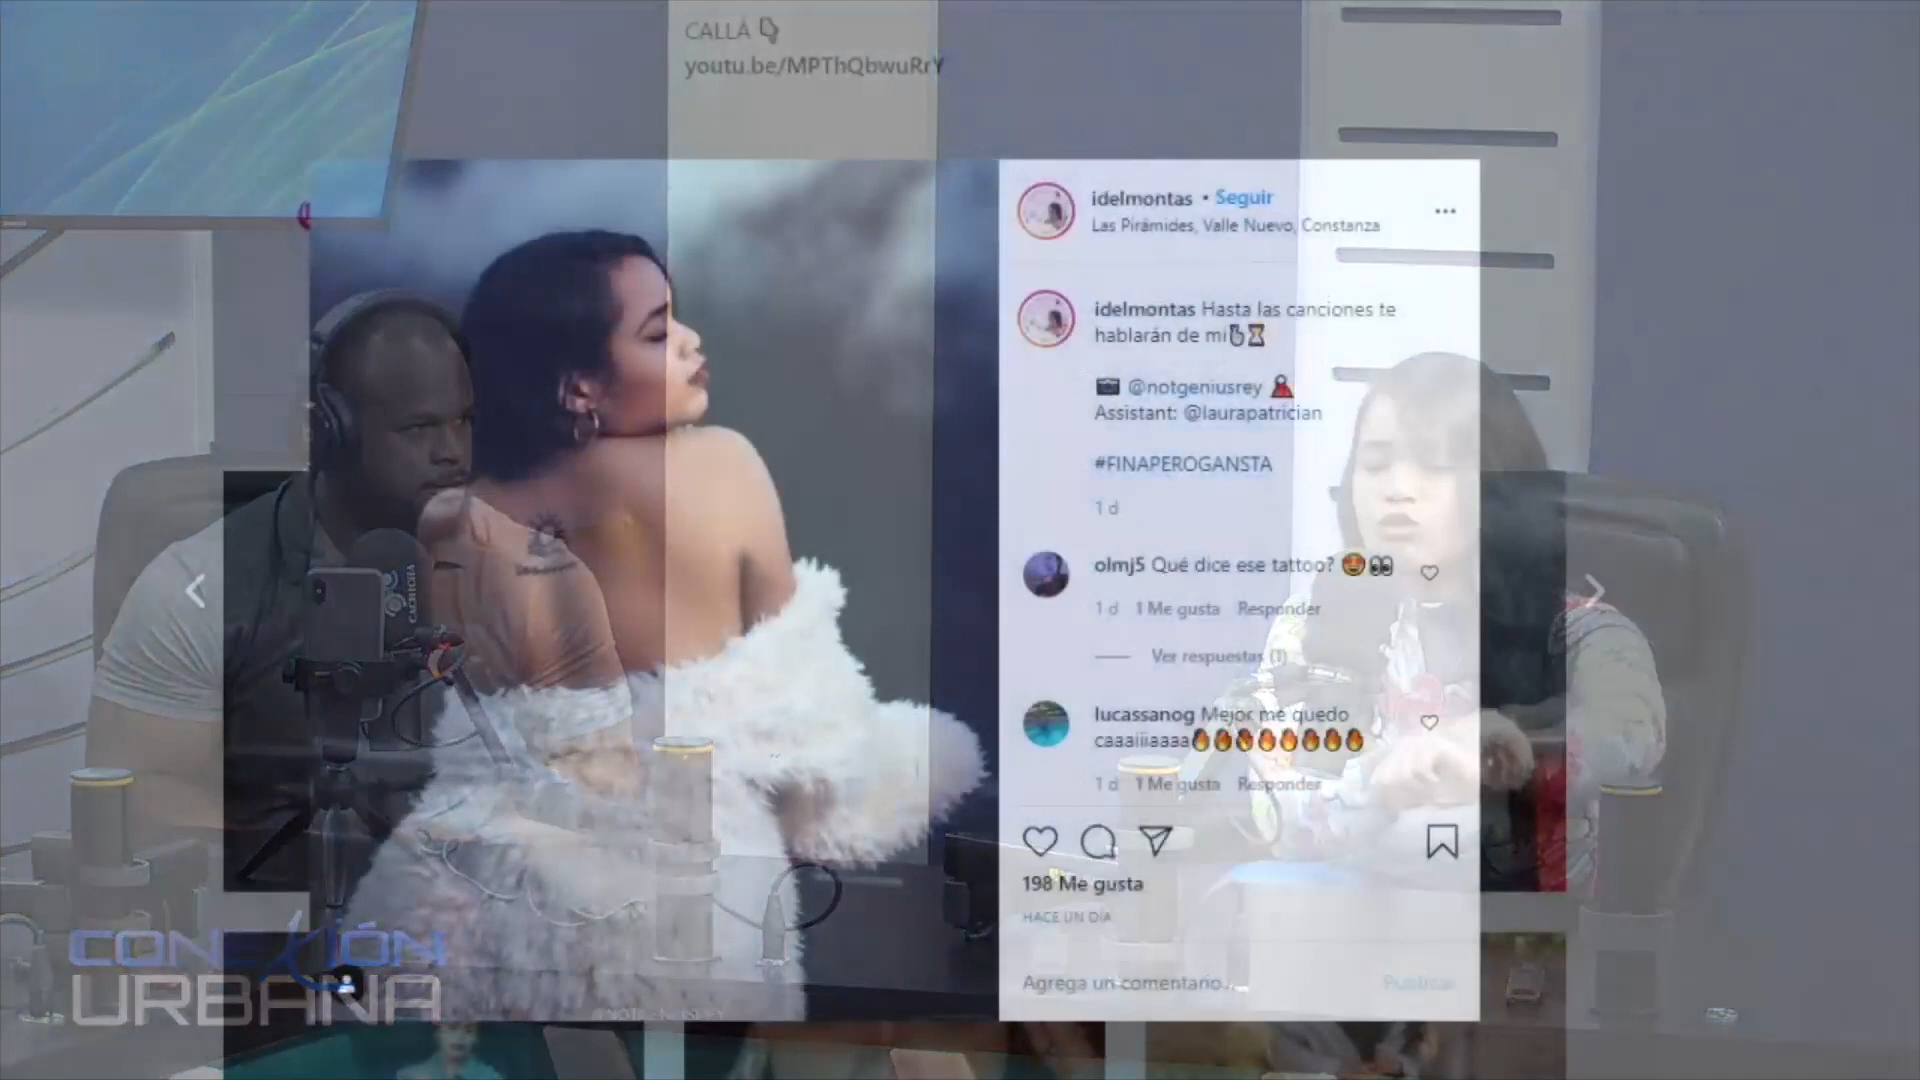 CALLÁ
youtu.be/MPThQbwuRrY
idelmontas • Seguir
Las Pirámides, Valle Nuevo, Constanza
idelmontas Hasta las canciones te
hablarán de mi
@notgeniusrey
Assistant: @laurapatrician
#FINAPEROGANSTA
1 d
olmj5 Qué dice ese tattoo?
1 d 1 Me gusta Responder
Ver respuestas (1)
lucassanog Mejor me quedo
caaaiiiaaaa
1 d 1 Me gusta Responder
198 Me gusta
HACE UN DÍA
Agrega un comentario...
Publicar
CACHICHA
CONEXIÓN
URBANA